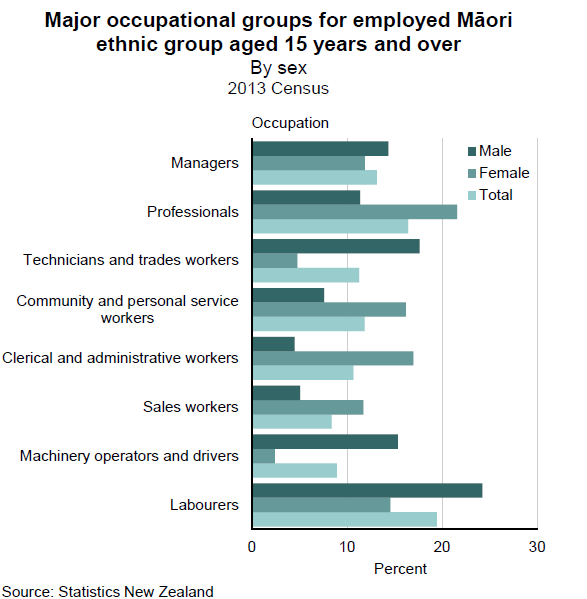 Major occupational groups for employed Māori
ethnic group aged 15 years and over
By sex
2013 Census
Occupation
Male
Female
Total
Managers
Professionals
Technicians and trades workers
Community and personal service
workers
Clerical and administrative workers
Sales workers
Machinery operators and drivers
Labourers
0 10 20 30
Percent
Source: Statistics New Zealand